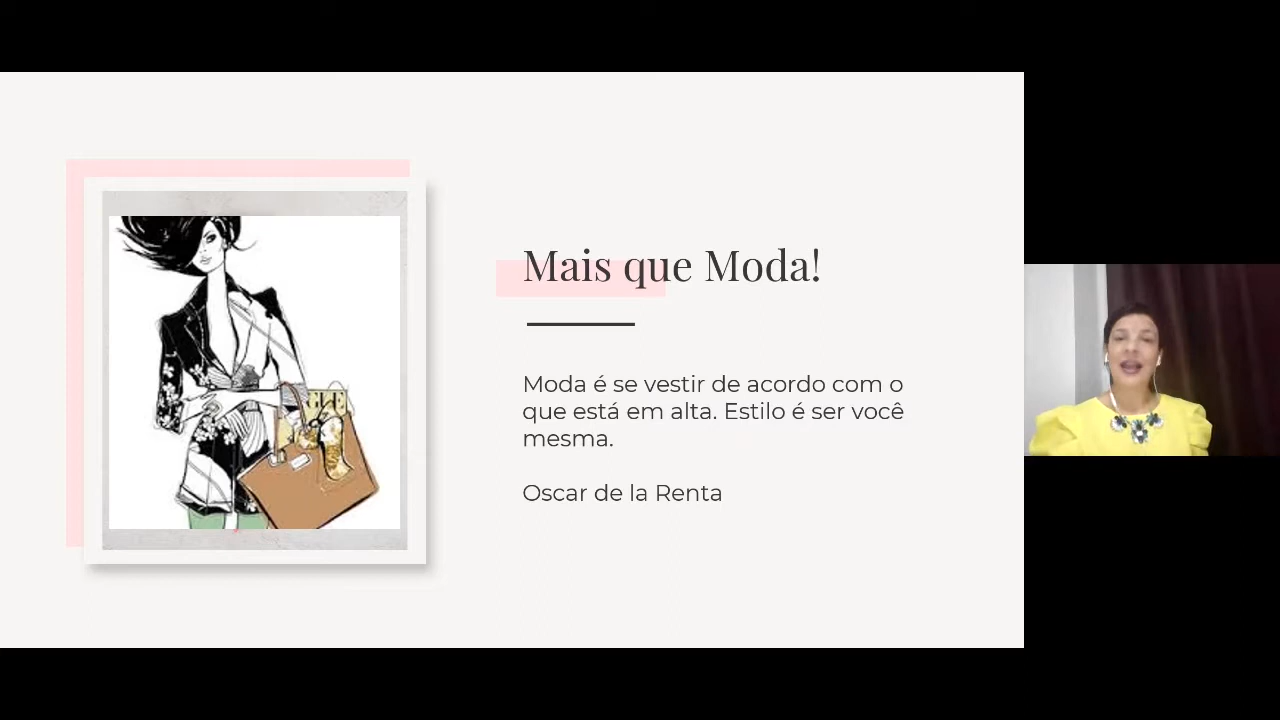 Mais que Moda!
Moda é se vestir de acordo com o
que está em alta. Estilo é ser você
mesma.
Oscar de la Renta